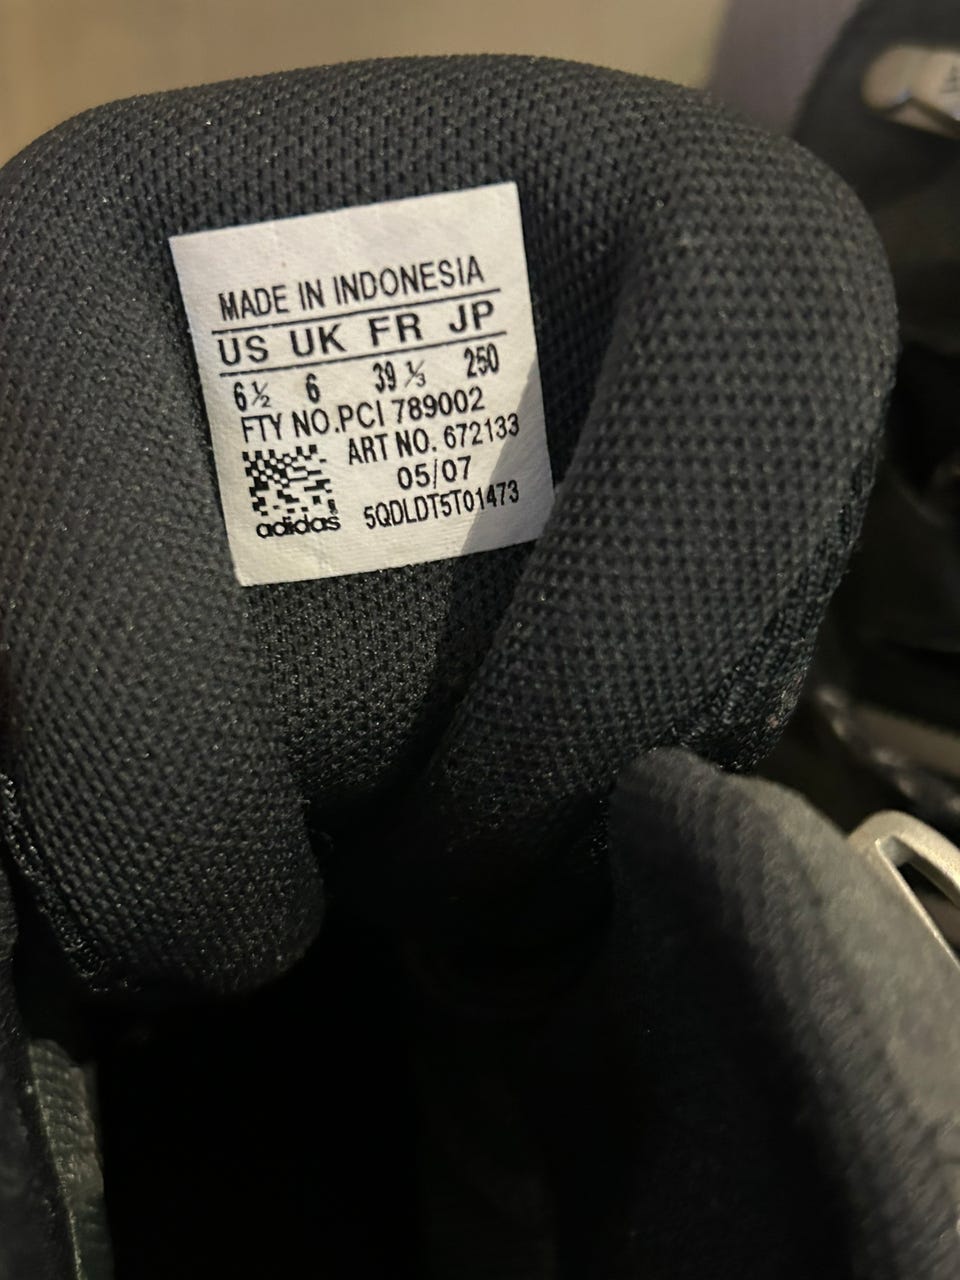 MADE IN INDONESIA
US UK FR JP
6½ 6 39⅓ 250
FTY NO.PCI 789002
ART NO. 672133
05/07
adidas 5QDLDT5T01473